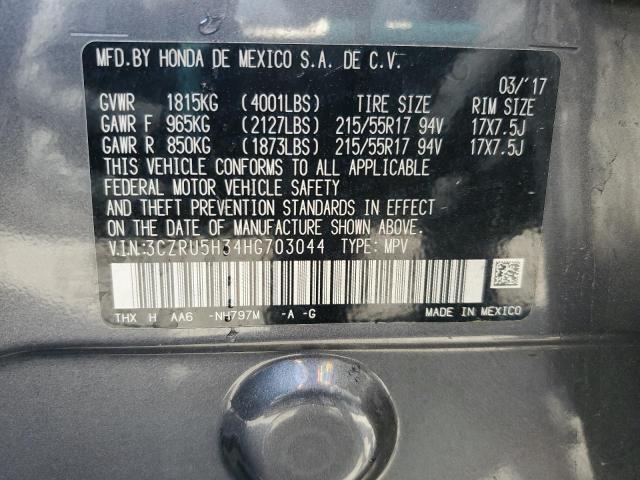 MFD.BY HONDA DE MEXICO S.A. DE C.V.
03/'17
GVWR 1815KG (4001LBS) TIRE SIZE RIM SIZE
GAWR F 965KG (2127LBS) 215/55R17 94V 17X7.5J
GAWR R 850KG (1873LBS) 215/55R17 94V 17X7.5J
THIS VEHICLE CONFORMS TO ALL APPLICABLE
FEDERAL MOTOR VEHICLE SAFETY
AND THEFT PREVENTION STANDARDS IN EFFECT
ON THE DATE OF MANUFACTURE SHOWN ABOVE.
V.I.N:3CZRU5H34HG703044 TYPE: MPV
THX H AA6 -NH797M -A -G MADE IN MEXICO